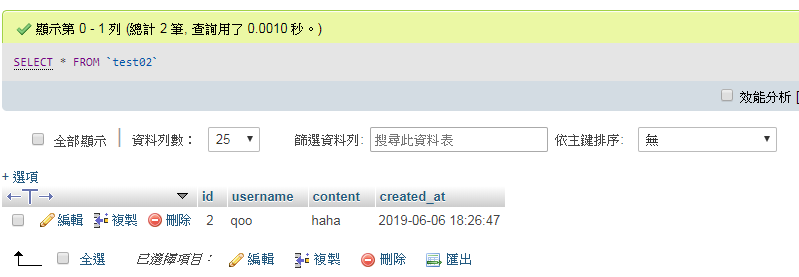 顯示第 0 - 1 列 (總計 2 筆, 查詢用了 0.0010 秒。)
SELECT * FROM `test02`
效能分析 [
全部顯示 | 資料列數： 25 篩選資料列: 搜尋此資料表 依主鍵排序: 無
+ 選項
←T→ id username content created_at
編輯 複製 刪除 2 qoo haha 2019-06-06 18:26:47
全選 已選擇項目： 編輯 複製 刪除 匯出